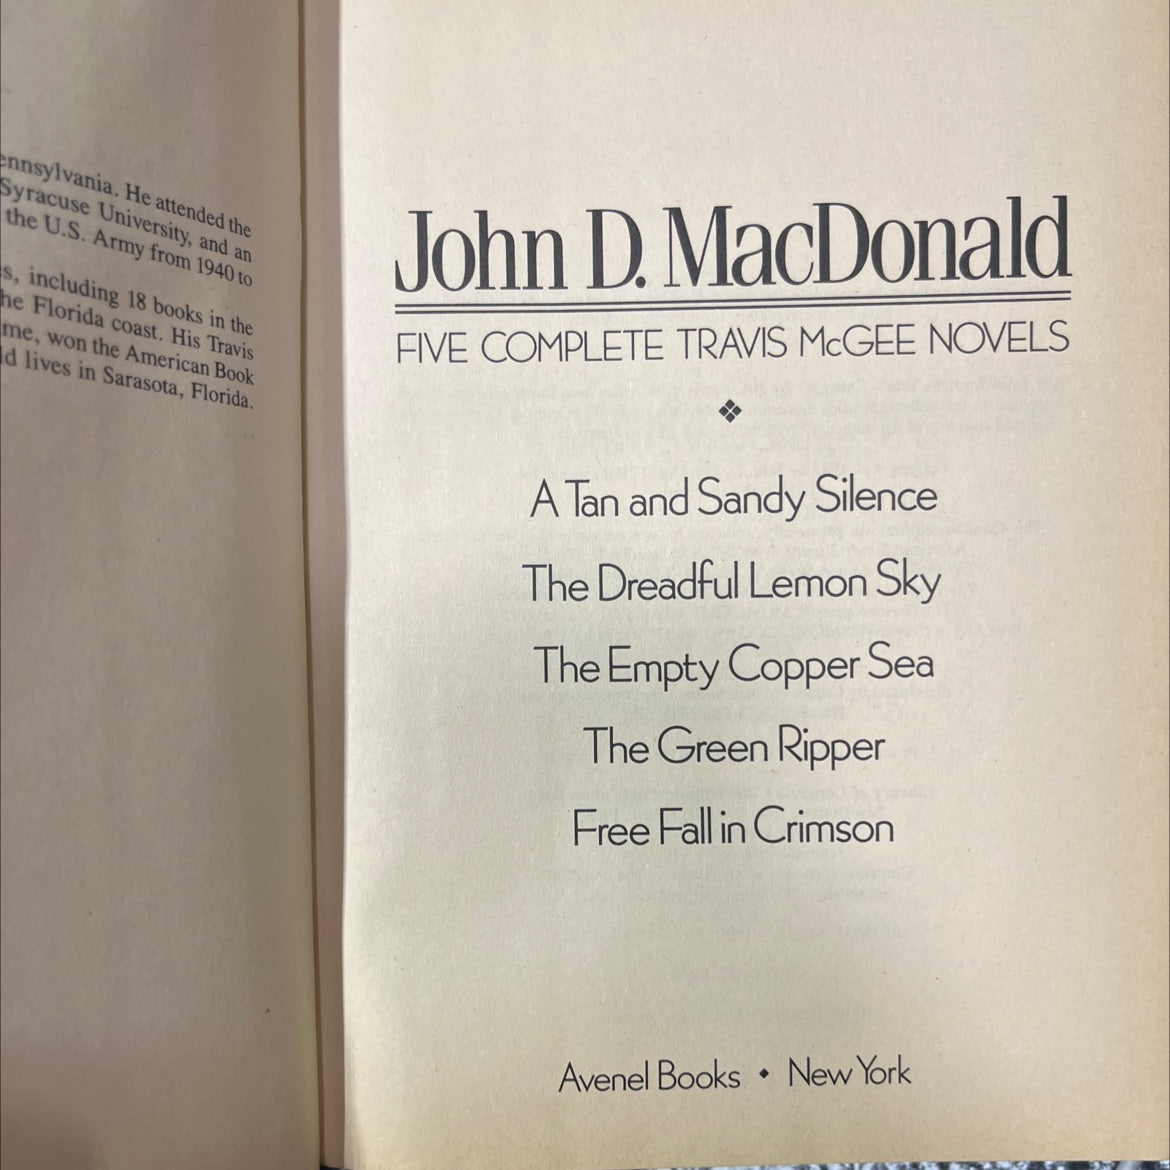 ennsylvania. He attended the
Syracuse University, and an
the U.S. Army from 1940 to
s, including 18 books in the
he Florida coast. His Travis
me, won the American Book
ld lives in Sarasota, Florida.
John D. MacDonald
FIVE COMPLETE TRAVIS McGEE NOVELS
A Tan and Sandy Silence
The Dreadful Lemon Sky
The Empty Copper Sea
The Green Ripper
Free Fall in Crimson
Avenel Books • New York